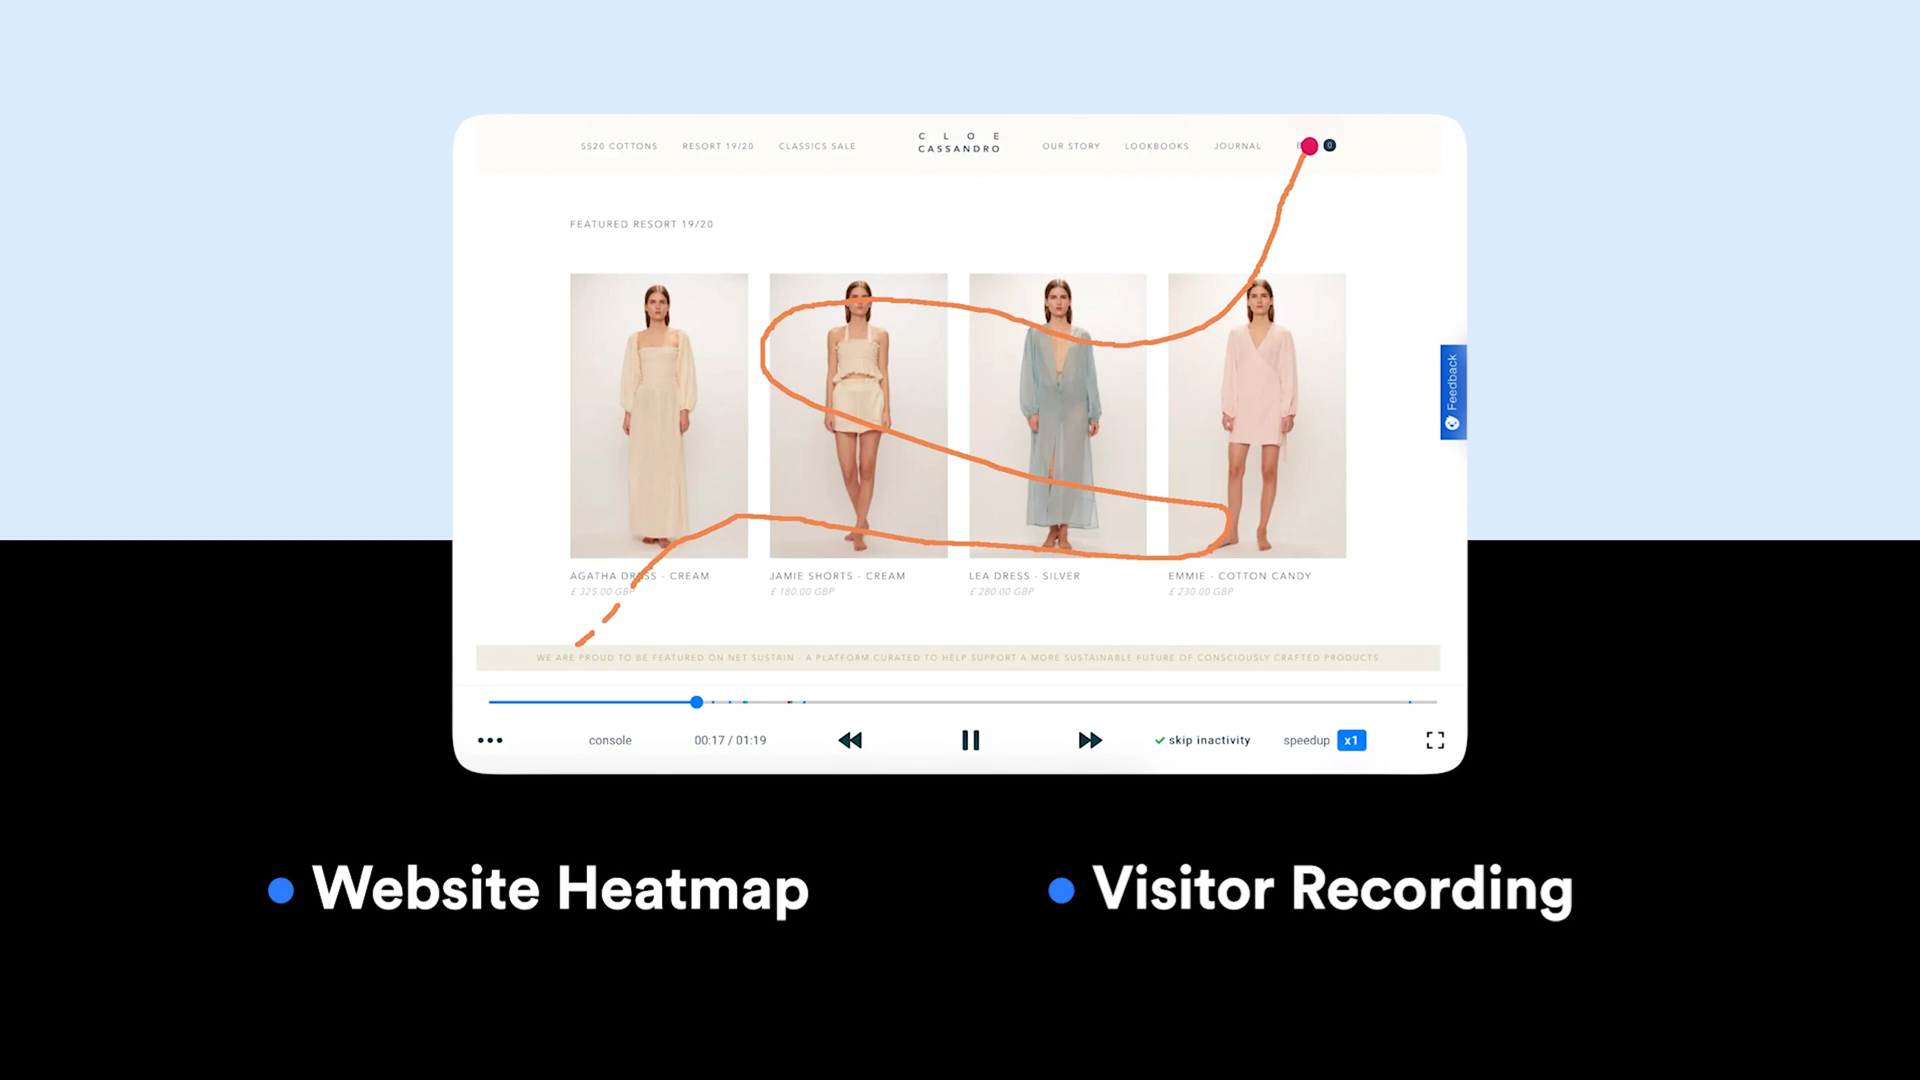 SS20 COTTONS RESORT 19/20 CLASSICS SALE
CLOE
CASSANDRO
OUR STORY LOOKBOOKS JOURNAL 0
FEATURED RESORT 19/20
AGATHA DRESS - CREAM
£ 325.00 GBP
JAMIE SHORTS - CREAM
£ 180.00 GBP
LEA DRESS - SILVER
£ 280.00 GBP
EMMIE - COTTON CANDY
£ 230.00 GBP
Feedback
WE ARE PROUD TO BE FEATURED ON NET SUSTAIN - A PLATFORM CURATED TO HELP SUPPORT A MORE SUSTAINABLE FUTURE OF CONSCIOUSLY CRAFTED PRODUCTS
console 00:17 / 01:19 skip inactivity speedup x1
Website Heatmap
Visitor Recording